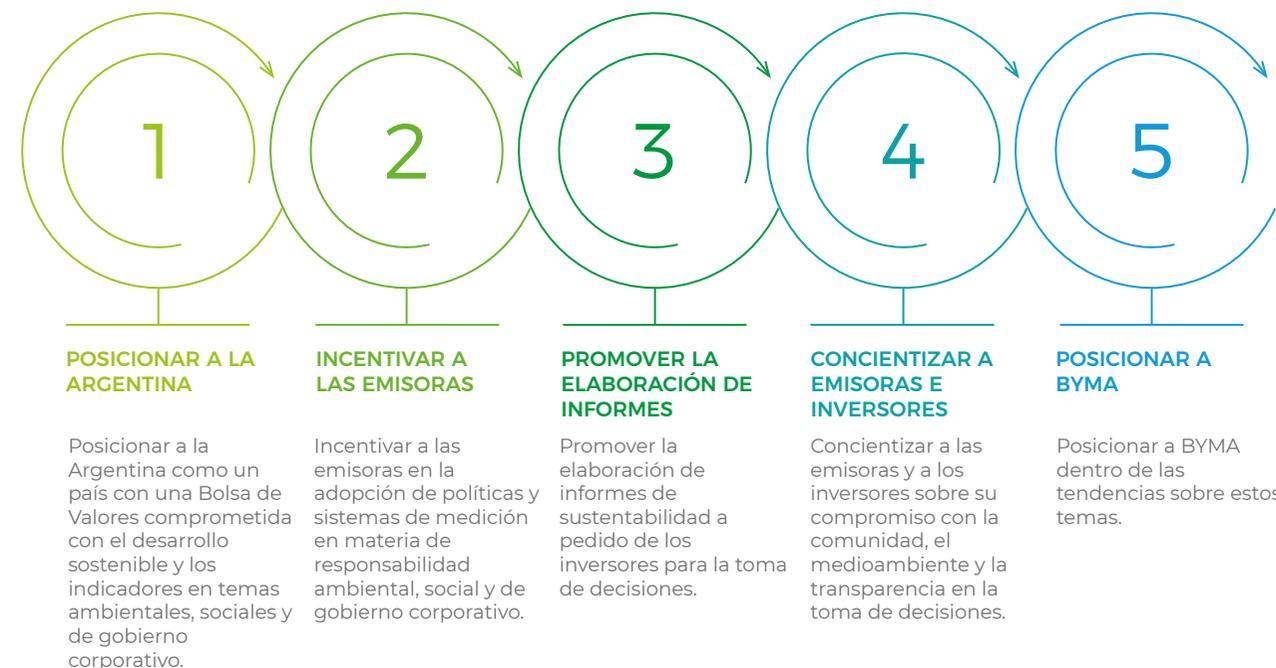 1
2
3
4
5
POSICIONAR A LA
ARGENTINA
Posicionar a la
Argentina como un
país con una Bolsa de
Valores comprometida
con el desarrollo
sostenible y los
indicadores en temas
ambientales, sociales y
de gobierno
corporativo.
INCENTIVAR A
LAS EMISORAS
Incentivar a las
emisoras en la
adopción de políticas y
sistemas de medición
en materia de
responsabilidad
ambiental, social y de
gobierno corporativo.
PROMOVER LA
ELABORACIÓN DE
INFORMES
Promover la
elaboración de
informes de
sustentabilidad a
pedido de los
inversores para la toma
de decisiones.
CONCIENTIZAR A
EMISORAS E
INVERSORES
Concientizar a las
emisoras y a los
inversores sobre su
compromiso con la
comunidad, el
medioambiente y la
transparencia en la
toma de decisiones.
POSICIONAR A
BYMA
Posicionar a BYMA
dentro de las
tendencias sobre estos
temas.